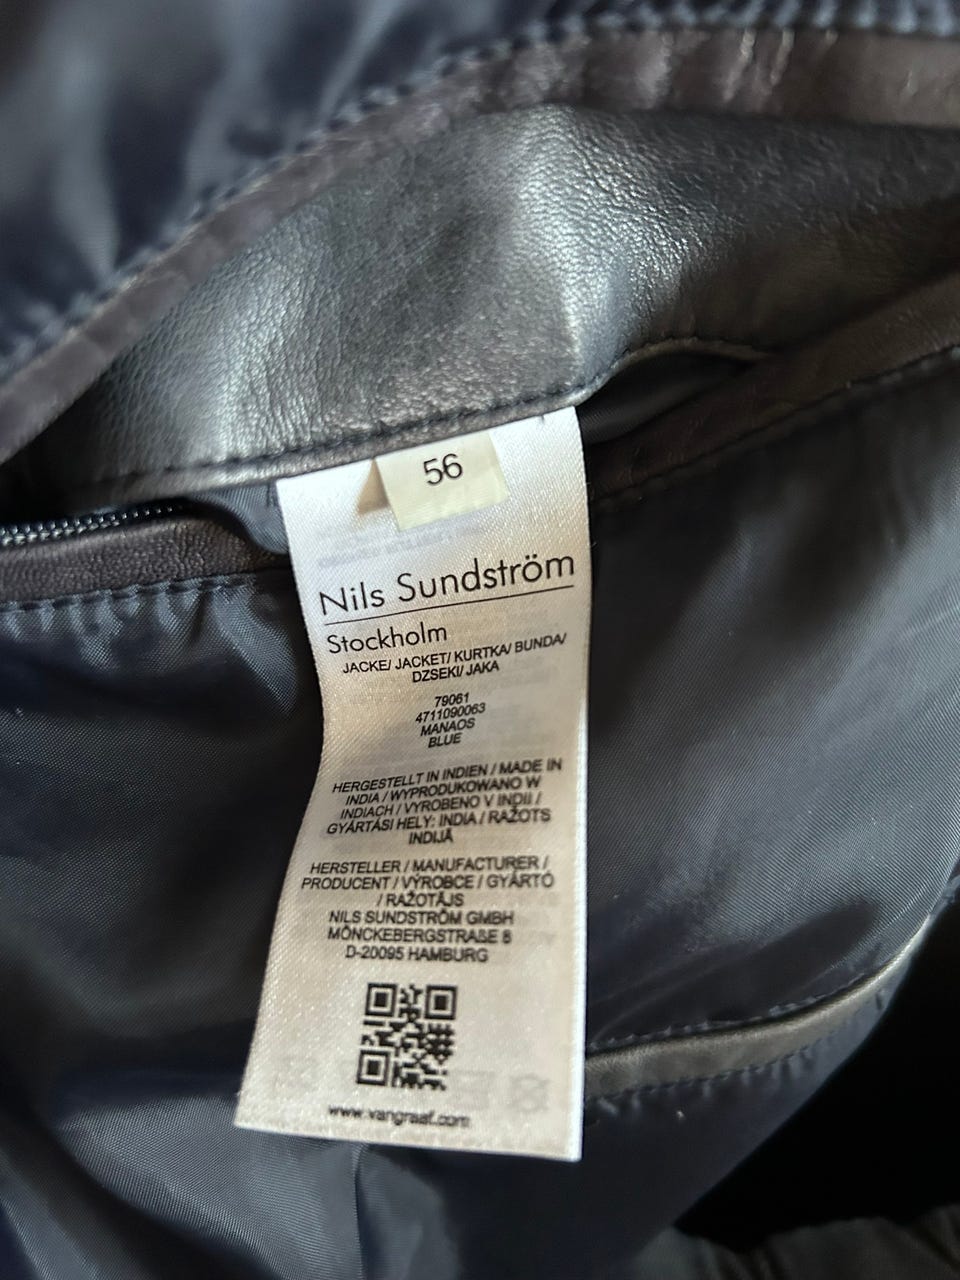 56
Nils Sundström
Stockholm
JACKE/ JACKET/ KURTKA/ BUNDA/
DZSEKI/ JAKA
79061
4711090063
MANAOS
BLUE
HERGESTELLT IN INDIEN / MADE IN
INDIA / WYPRODUKOWANO W
INDIACH / VYROBENO V INDII /
GYÁRTÁSI HELY: INDIA / RAŽOTS
INDIJĀ
HERSTELLER / MANUFACTURER /
PRODUCENT / VÝROBCE / GYÁRTÓ
/ RAŽOTĀJS
NILS SUNDSTRÖM GMBH
MÖNCKEBERGSTRAßE 8
D-20095 HAMBURG
www.vangraaf.com